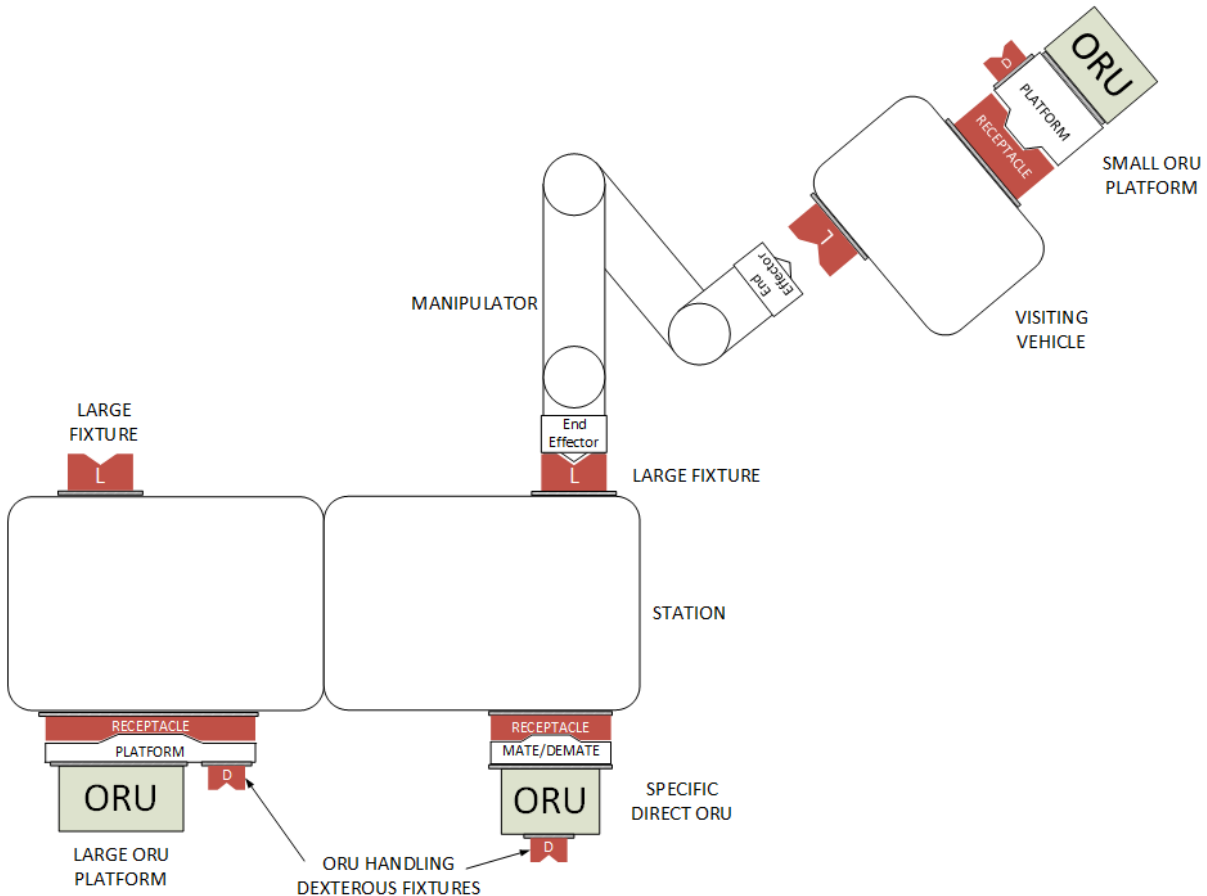 ORU
D
PLATFORM
RECEPTACLE
SMALL ORU
PLATFORM
L
End
Effector
MANIPULATOR
VISITING
VEHICLE
LARGE
FIXTURE
L
End
Effector
L
LARGE FIXTURE
STATION
RECEPTACLE
PLATFORM
D
ORU
LARGE ORU
PLATFORM
RECEPTACLE
MATE/DEMATE
ORU
D
SPECIFIC
DIRECT ORU
ORU HANDLING
DEXTEROUS FIXTURES